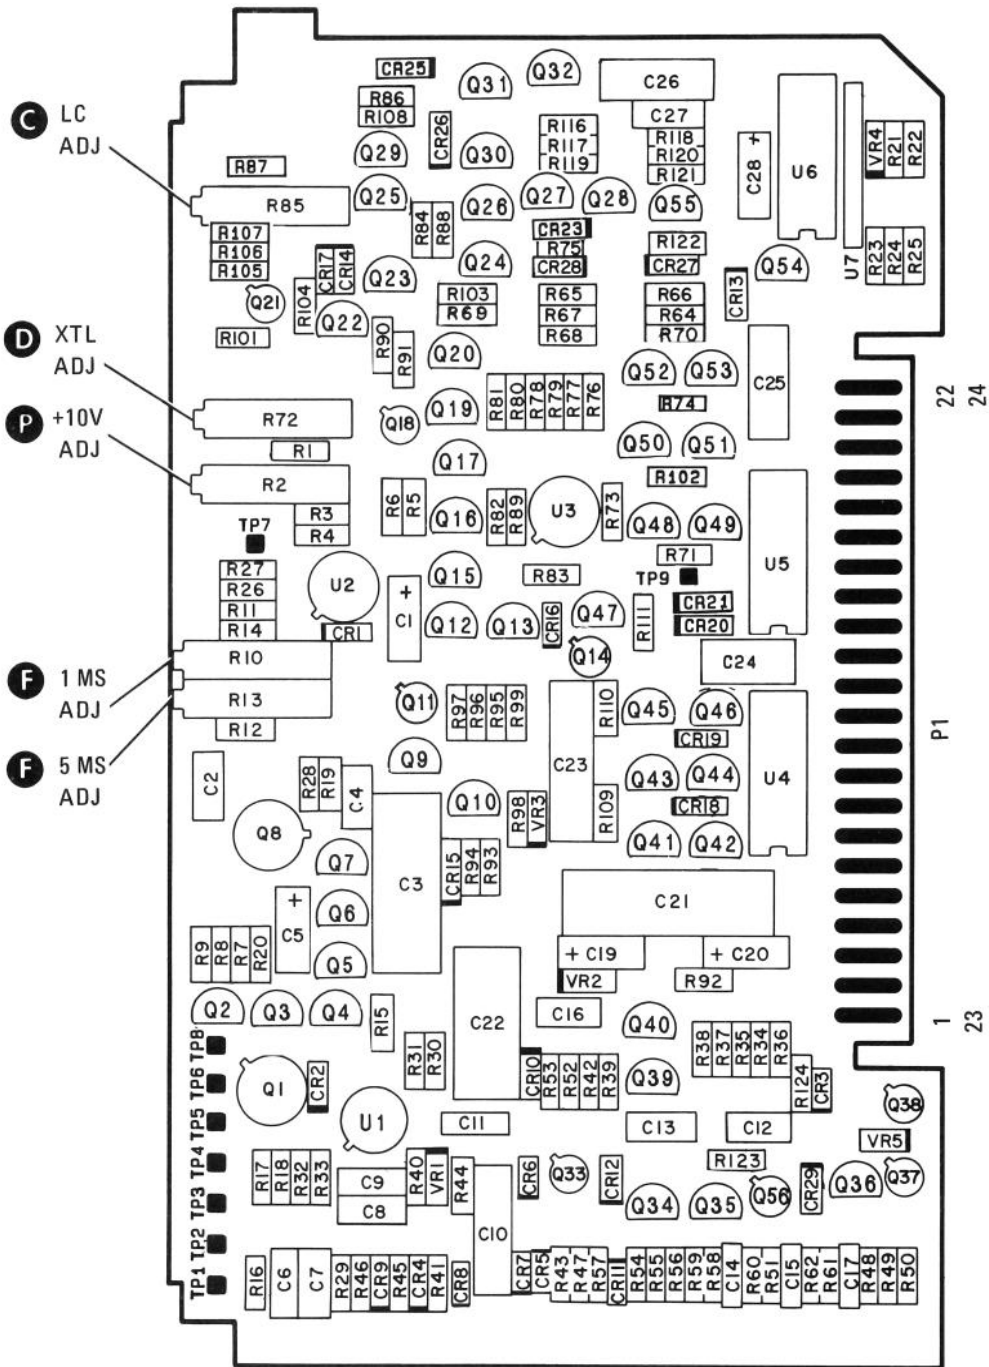 CR25
Q31
Q32
C26
C LC ADJ
R86
R108
CR26
C27
Q29
Q30
R116
R117
R119
R118
R120
R121
C28 +
U6
VR4
R21
R22
R87
R85
Q25
R84
R88
Q26
Q27
Q28
Q55
R107
R106
R105
CR17
CR14
Q23
Q24
CR23
R75
CR28
R122
CR27
CR13
Q54
U7
R23
R24
R25
Q21
R104
Q22
R103
R69
R65
R67
R68
R66
R64
R70
D XTL ADJ
R101
R90
R91
Q20
Q52
Q53
C25
22
24
P +10V ADJ
R72
Q18
Q19
R81
R80
R78
R79
R77
R76
R74
R1
Q17
Q50
Q51
R2
R3
R4
R6
R5
Q16
R82
R89
U3
R73
R102
Q48
Q49
U5
TP7
R27
R26
R11
R14
U2
CR1
+
C1
Q15
R83
R71
TP9
CR21
CR20
Q12
Q13
CR16
Q47
R111
Q14
C24
F 1 MS ADJ
R10
R13
R12
Q11
Q9
R97
R96
R95
R99
R110
C23
R109
Q45
Q46
CR19
P1
F 5 MS ADJ
C2
R28
R19
C4
Q10
R98
VR3
Q43
Q44
CR18
U4
Q8
Q7
C3
CR15
R94
R93
Q41
Q42
+
C5
Q6
Q5
C21
R9
R8
R7
R20
+ C19
+ C20
VR2
R92
Q2
Q3
Q4
R15
C22
C16
Q40
1
23
TP8
TP6
TP5
TP4
TP3
TP2
TP1
Q1
CR2
R31
R30
CR10
R53
R52
R42
R39
Q39
R38
R37
R35
R34
R36
R124
CR3
Q38
U1
C11
C13
C12
VR5
R17
R18
R32
R33
C9
C8
R40
VR1
R44
C10
CR6
Q33
CR12
Q34
Q35
R123
Q56
CR29
Q36
Q37
R16
C6
C7
R29
R46
CR9
R45
CR4
R41
CR8
CR7
CR5
R43
R47
R57
CR11
R54
R55
R56
R59
R58
C14
R60
R51
C15
R62
R61
C17
R48
R49
R50